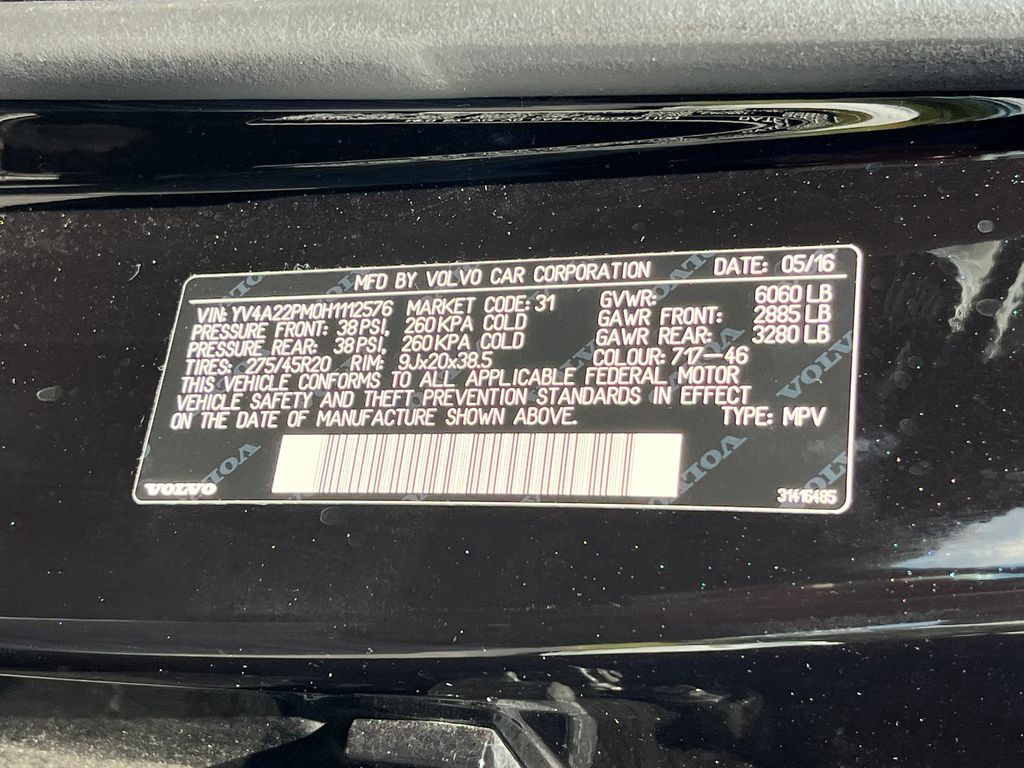 MFD BY VOLVO CAR CORPORATION DATE: 05/16
VIN: YV4A22PM0H1112576 MARKET CODE: 31 GVWR: 6060 LB
PRESSURE FRONT: 38 PSI, 260 KPA COLD GAWR FRONT: 2885 LB
PRESSURE REAR: 38 PSI, 260 KPA COLD GAWR REAR: 3280 LB
TIRES: 275/45R20 RIM: 9Jx20x38.5 COLOUR: 717-46
THIS VEHICLE CONFORMS TO ALL APPLICABLE FEDERAL MOTOR
VEHICLE SAFETY AND THEFT PREVENTION STANDARDS IN EFFECT
ON THE DATE OF MANUFACTURE SHOWN ABOVE. TYPE: MPV
VOLVO 31416485